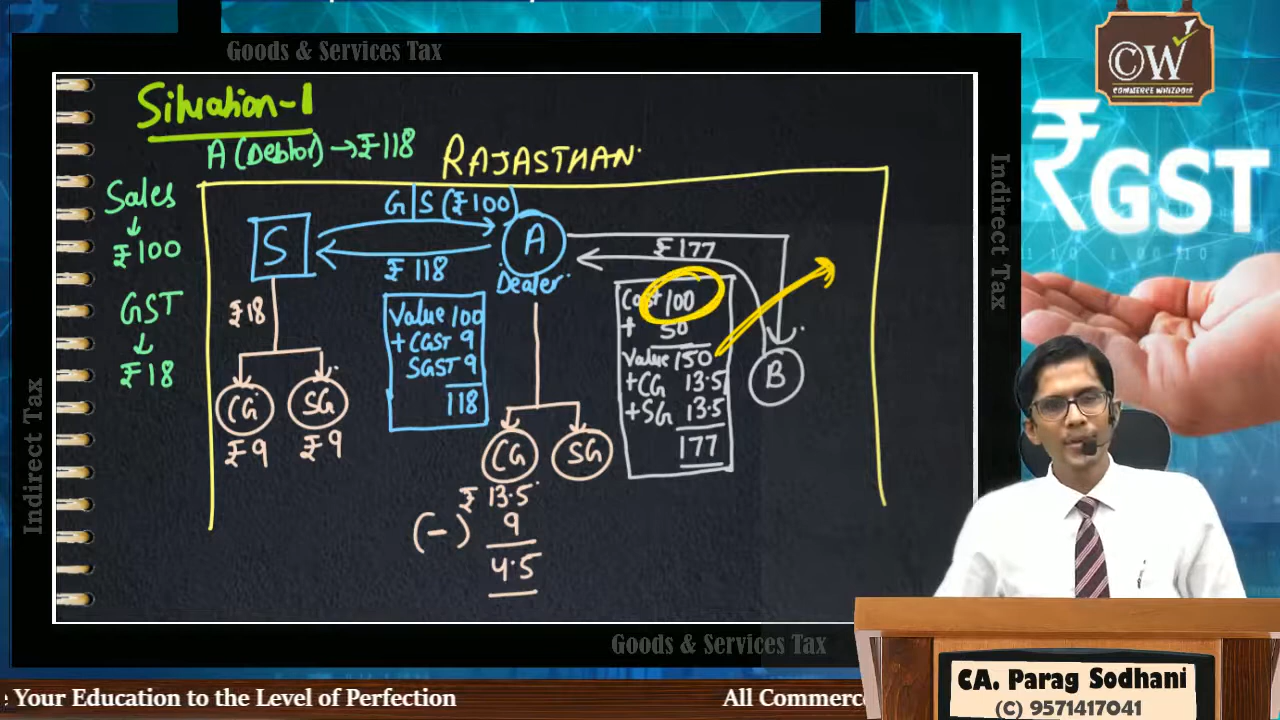 Goods & Services Tax
©W
COMMERCE WHIZDOM
Situation-1
A (Debtor) → ₹118
RAJASTHAN
Sales
↓
₹100
GST
↓
₹18
S
G|S (₹100)
A
Dealer
₹118
₹177
₹18
CG
₹9
SG
₹9
Value 100
+CGST 9
SGST 9
118
Cost 100
+ 50
Value 150
+CG 13.5
+SG 13.5
177
B
CG
SG
₹ 13.5
(-) 9
4.5
₹GST
Indirect Tax
Indirect Tax
Goods & Services Tax
CA. Parag Sodhani
(C) 9571417041
e Your Education to the Level of Perfection
All Commerc